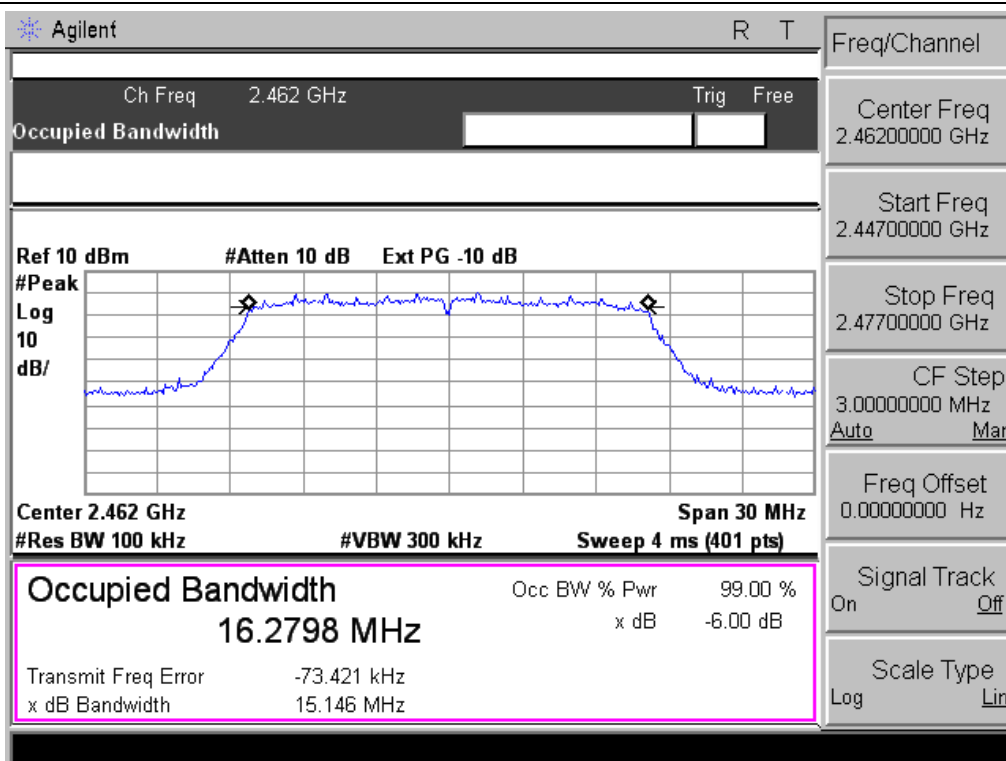 Agilent R T
Ch Freq 2.462 GHz Trig Free
Occupied Bandwidth
Ref 10 dBm #Atten 10 dB Ext PG -10 dB
#Peak
Log
10
dB/
Center 2.462 GHz Span 30 MHz
#Res BW 100 kHz #VBW 300 kHz Sweep 4 ms (401 pts)
Occupied Bandwidth Occ BW % Pwr 99.00 %
16.2798 MHz x dB -6.00 dB
Transmit Freq Error -73.421 kHz
x dB Bandwidth 15.146 MHz
Freq/Channel
Center Freq
2.46200000 GHz
Start Freq
2.44700000 GHz
Stop Freq
2.47700000 GHz
CF Step
3.00000000 MHz
Auto Man
Freq Offset
0.00000000 Hz
Signal Track
On Off
Scale Type
Log Lin